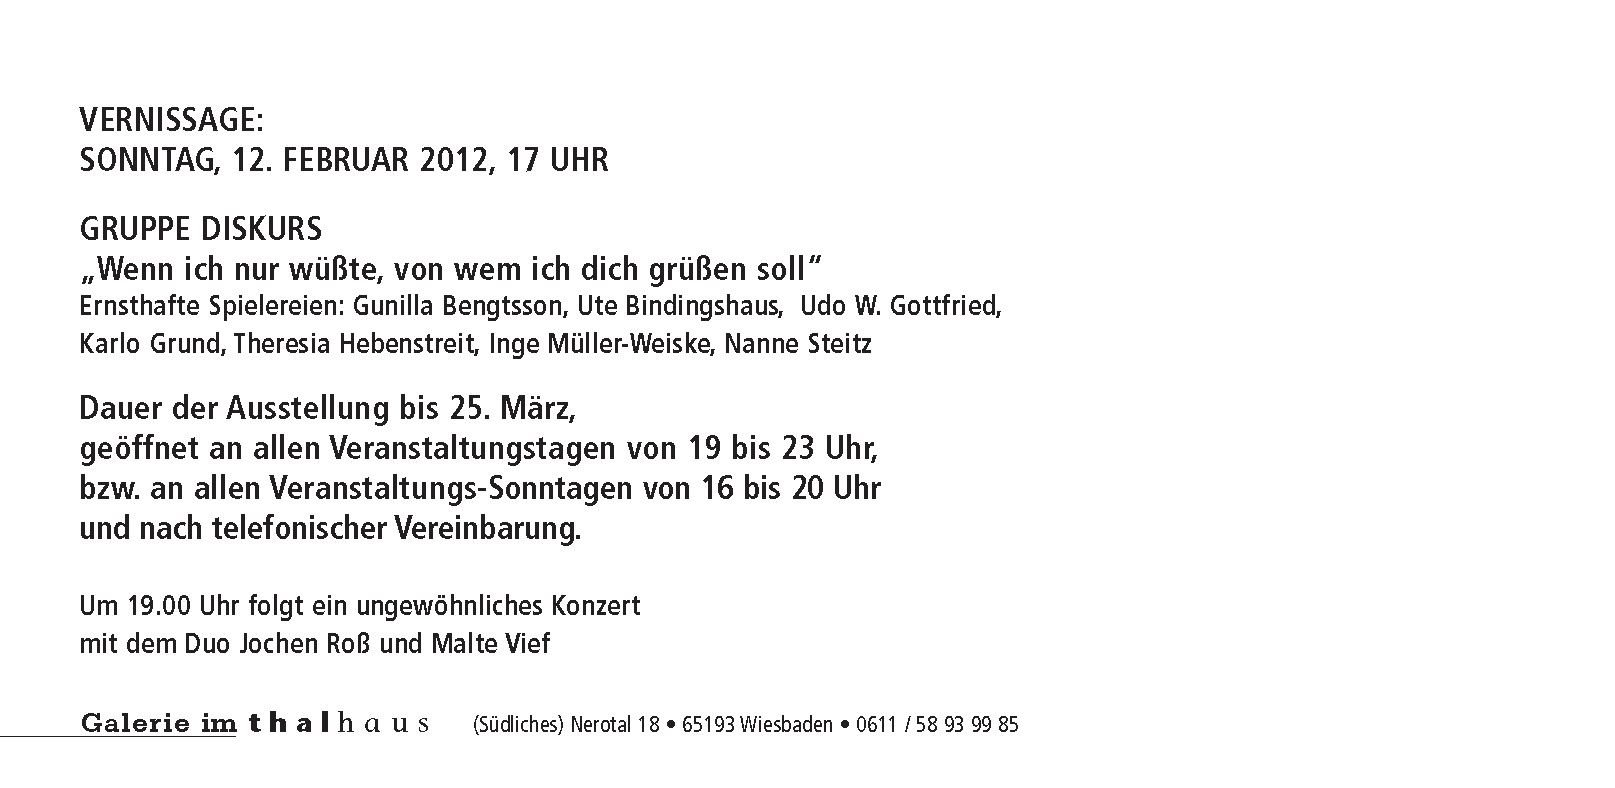 VERNISSAGE:
SONNTAG, 12. FEBRUAR 2012, 17 UHR
GRUPPE DISKURS
„Wenn ich nur wüßte, von wem ich dich grüßen soll“
Ernsthafte Spielereien: Gunilla Bengtsson, Ute Bindingshaus, Udo W. Gottfried,
Karlo Grund, Theresia Hebenstreit, Inge Müller-Weiske, Nanne Steitz
Dauer der Ausstellung bis 25. März,
geöffnet an allen Veranstaltungstagen von 19 bis 23 Uhr,
bzw. an allen Veranstaltungs-Sonntagen von 16 bis 20 Uhr
und nach telefonischer Vereinbarung.
Um 19.00 Uhr folgt ein ungewöhnliches Konzert
mit dem Duo Jochen Roß und Malte Vief
Galerie im thalhaus (Südliches) Nerotal 18 • 65193 Wiesbaden • 0611 / 58 93 99 85